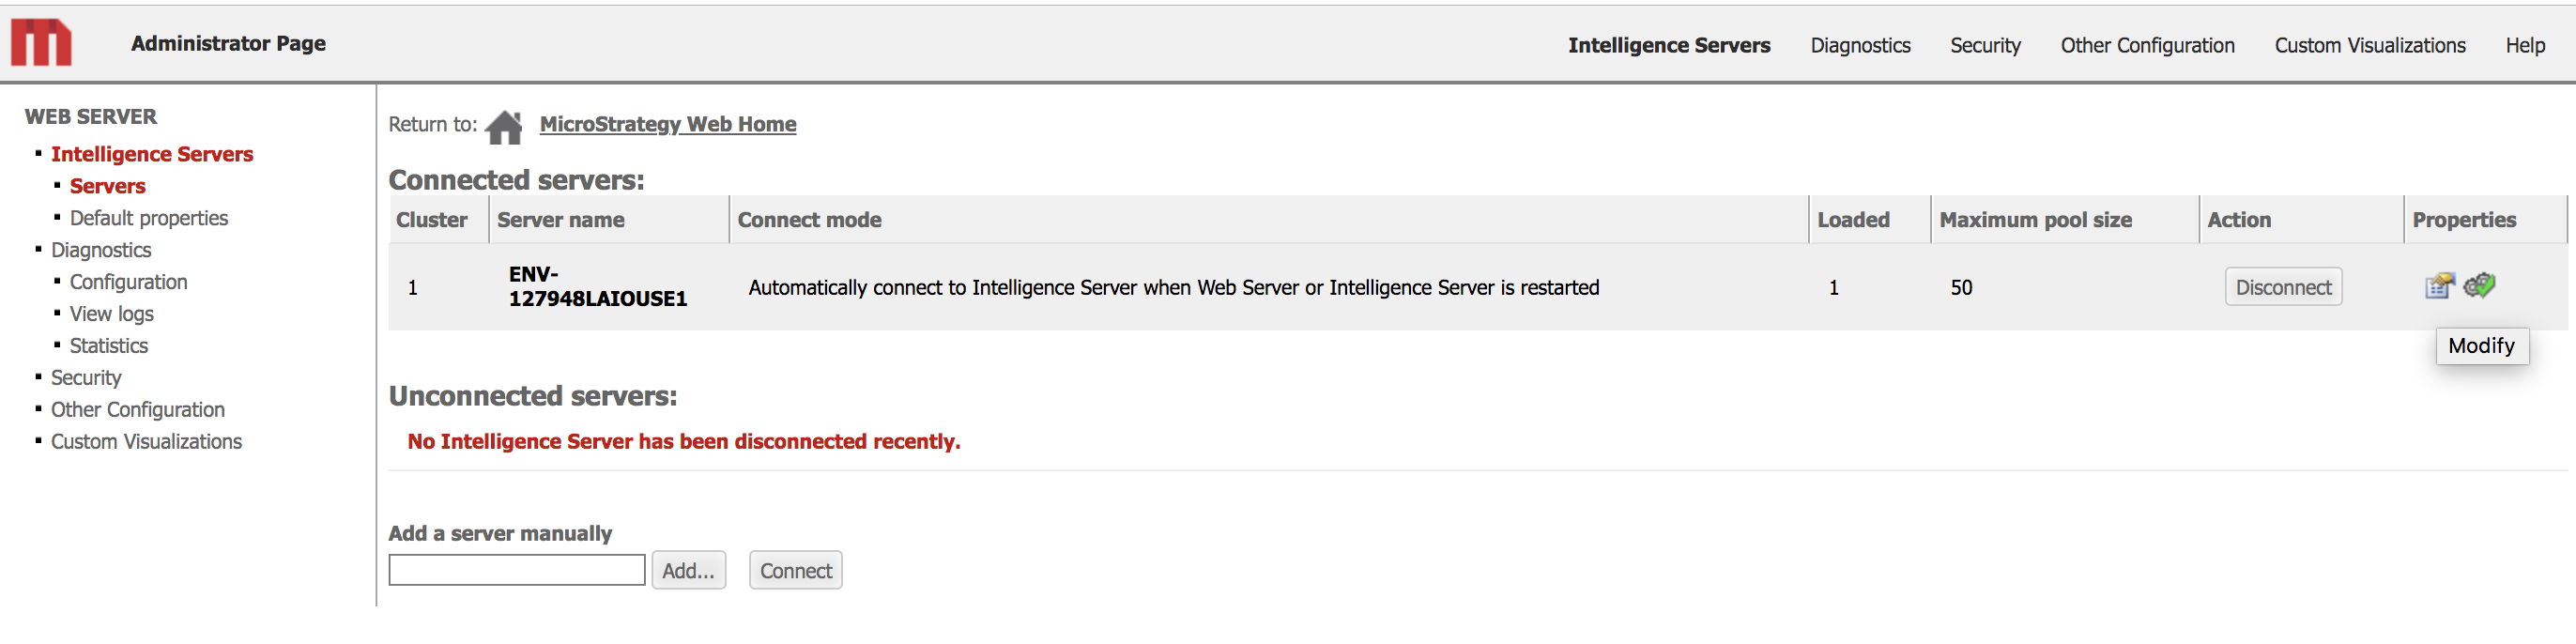 Administrator Page
Intelligence Servers Diagnostics Security Other Configuration Custom Visualizations Help
WEB SERVER
Intelligence Servers
Servers
Default properties
Diagnostics
Configuration
View logs
Statistics
Security
Other Configuration
Custom Visualizations
Return to: MicroStrategy Web Home
Connected servers:
Cluster Server name Connect mode Loaded Maximum pool size Action Properties
1 ENV-
127948LAIOUSE1 Automatically connect to Intelligence Server when Web Server or Intelligence Server is restarted 1 50 Disconnect
Modify
Unconnected servers:
No Intelligence Server has been disconnected recently.
Add a server manually
Add... Connect